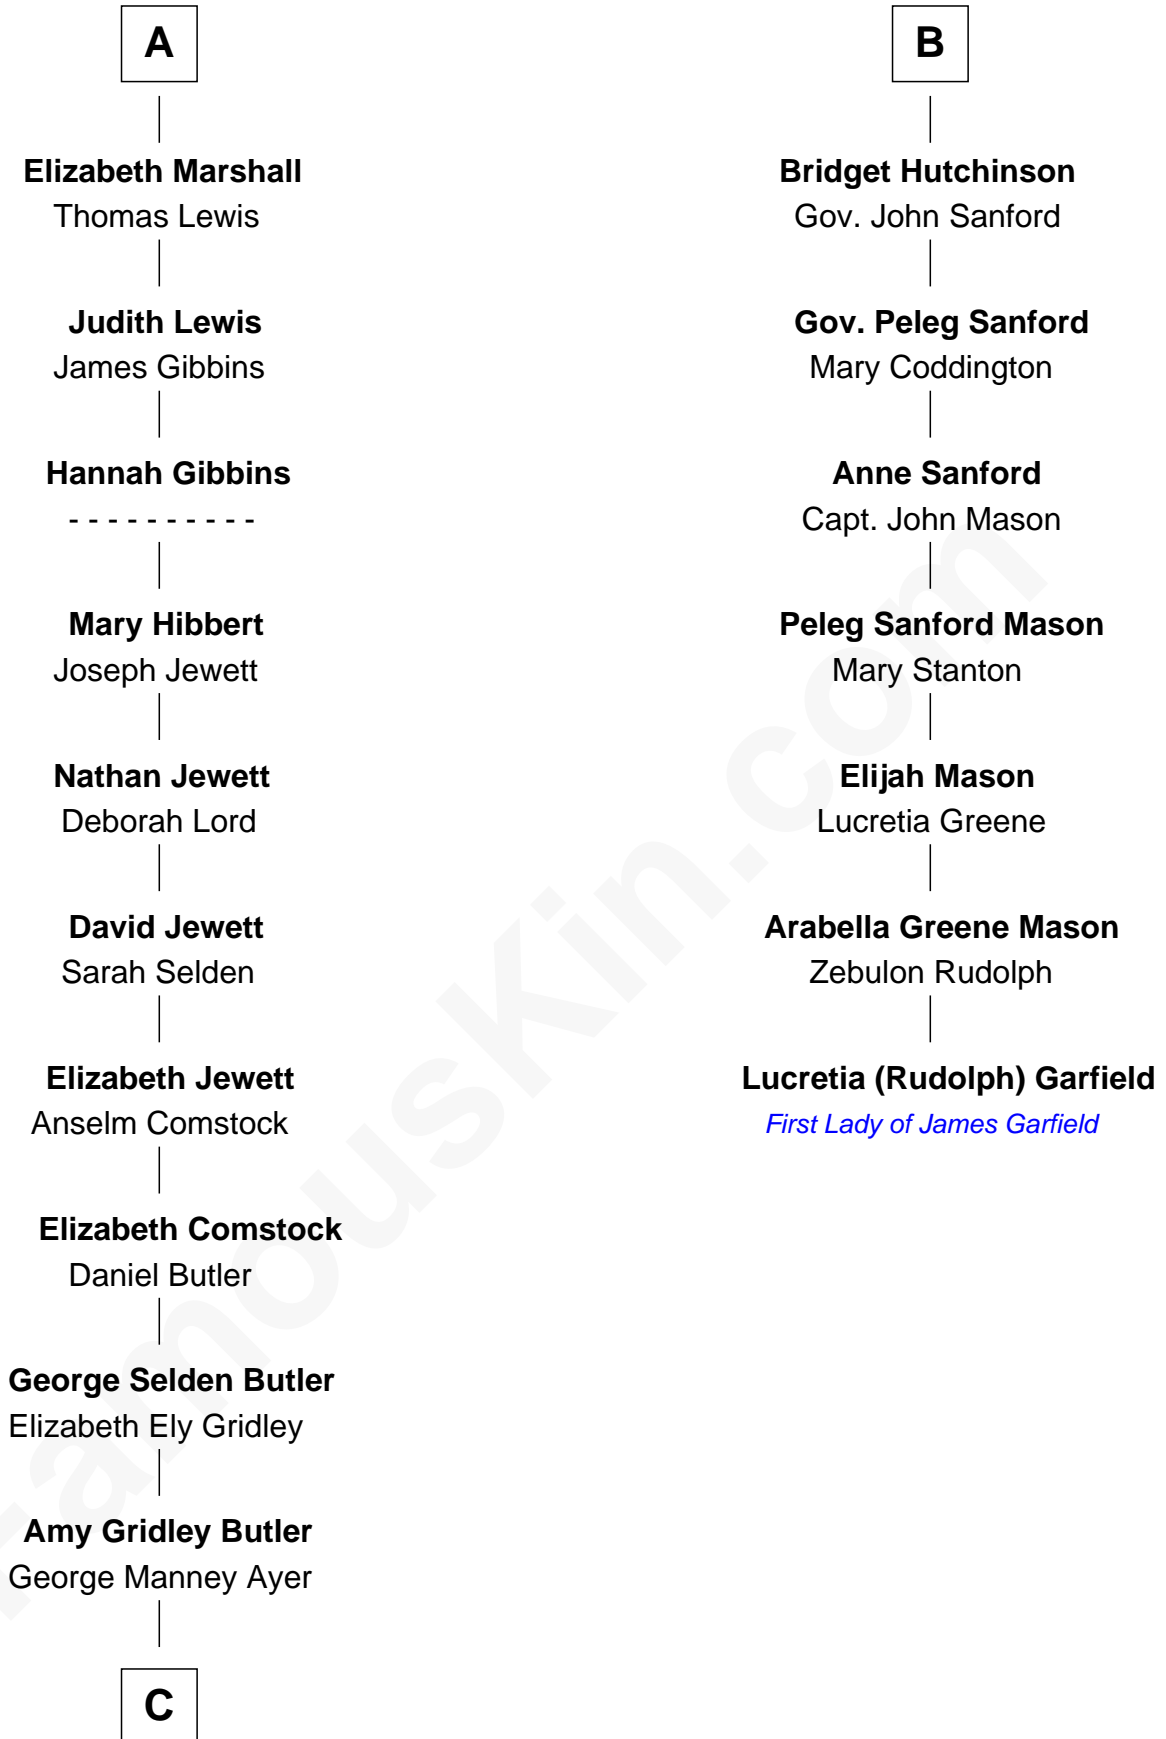 A
Elizabeth Marshall
Thomas Lewis
Judith Lewis
James Gibbins
Hannah Gibbins
- - - - - - - - - -
Mary Hibbert
Joseph Jewett
Nathan Jewett
Deborah Lord
David Jewett
Sarah Selden
Elizabeth Jewett
Anselm Comstock
Elizabeth Comstock
Daniel Butler
George Selden Butler
Elizabeth Ely Gridley
Amy Gridley Butler
George Manney Ayer
C
B
Bridget Hutchinson
Gov. John Sanford
Gov. Peleg Sanford
Mary Coddington
Anne Sanford
Capt. John Mason
Peleg Sanford Mason
Mary Stanton
Elijah Mason
Lucretia Greene
Arabella Greene Mason
Zebulon Rudolph
Lucretia (Rudolph) Garfield
First Lady of James Garfield
FamousKin.com